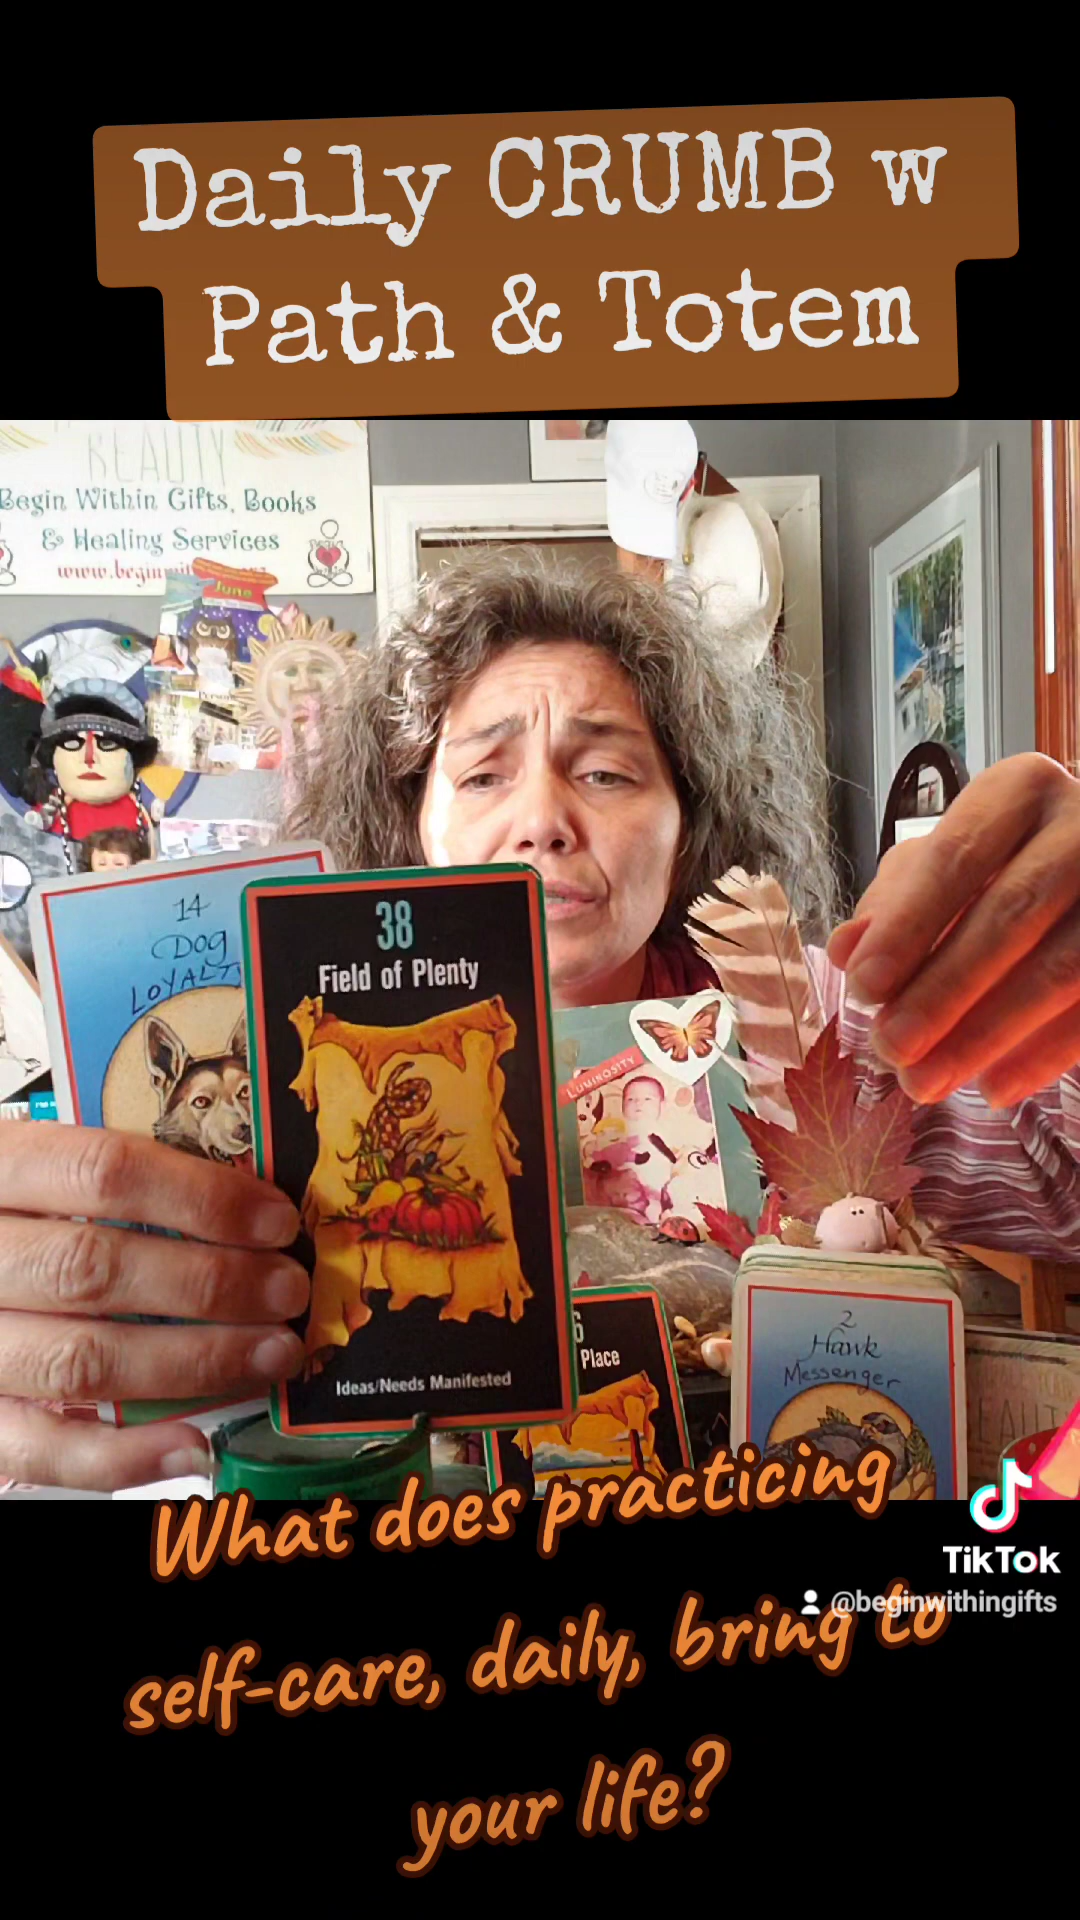 Daily CRUMB w
Path & Totem
BEAUTY
Begin Within Gifts, Books
& Healing Services
June
14
Dog
LOYALTY
38
Field of Plenty
Ideas/Needs Manifested
LUMINOSITY
6
Place
2
Hawk
Messenger
What does practicing
self-care, daily, bring to
your life?
TikTok
@beginwithingifts